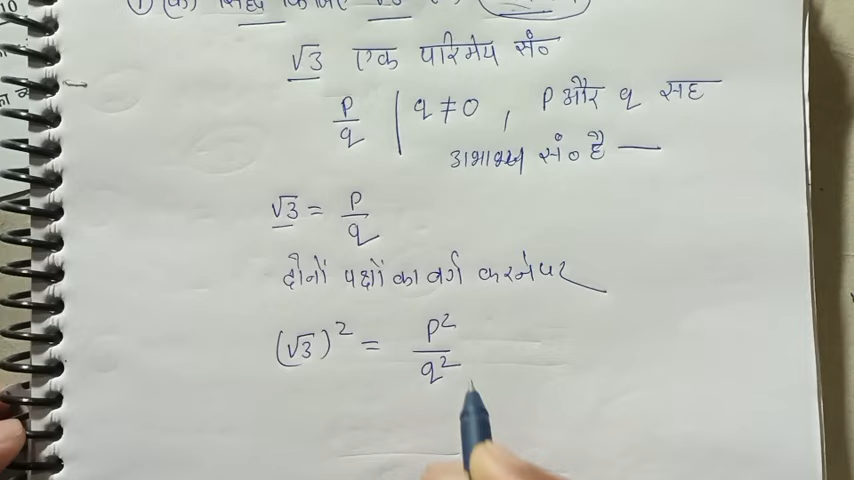 √3 एक परिमेय सं०
P/q | q ≠ 0 , P और q सह
अभाज्य सं० है —
√3 = P/q
दोनों पक्षों का वर्ग करने पर
(√3)² = P²/q²